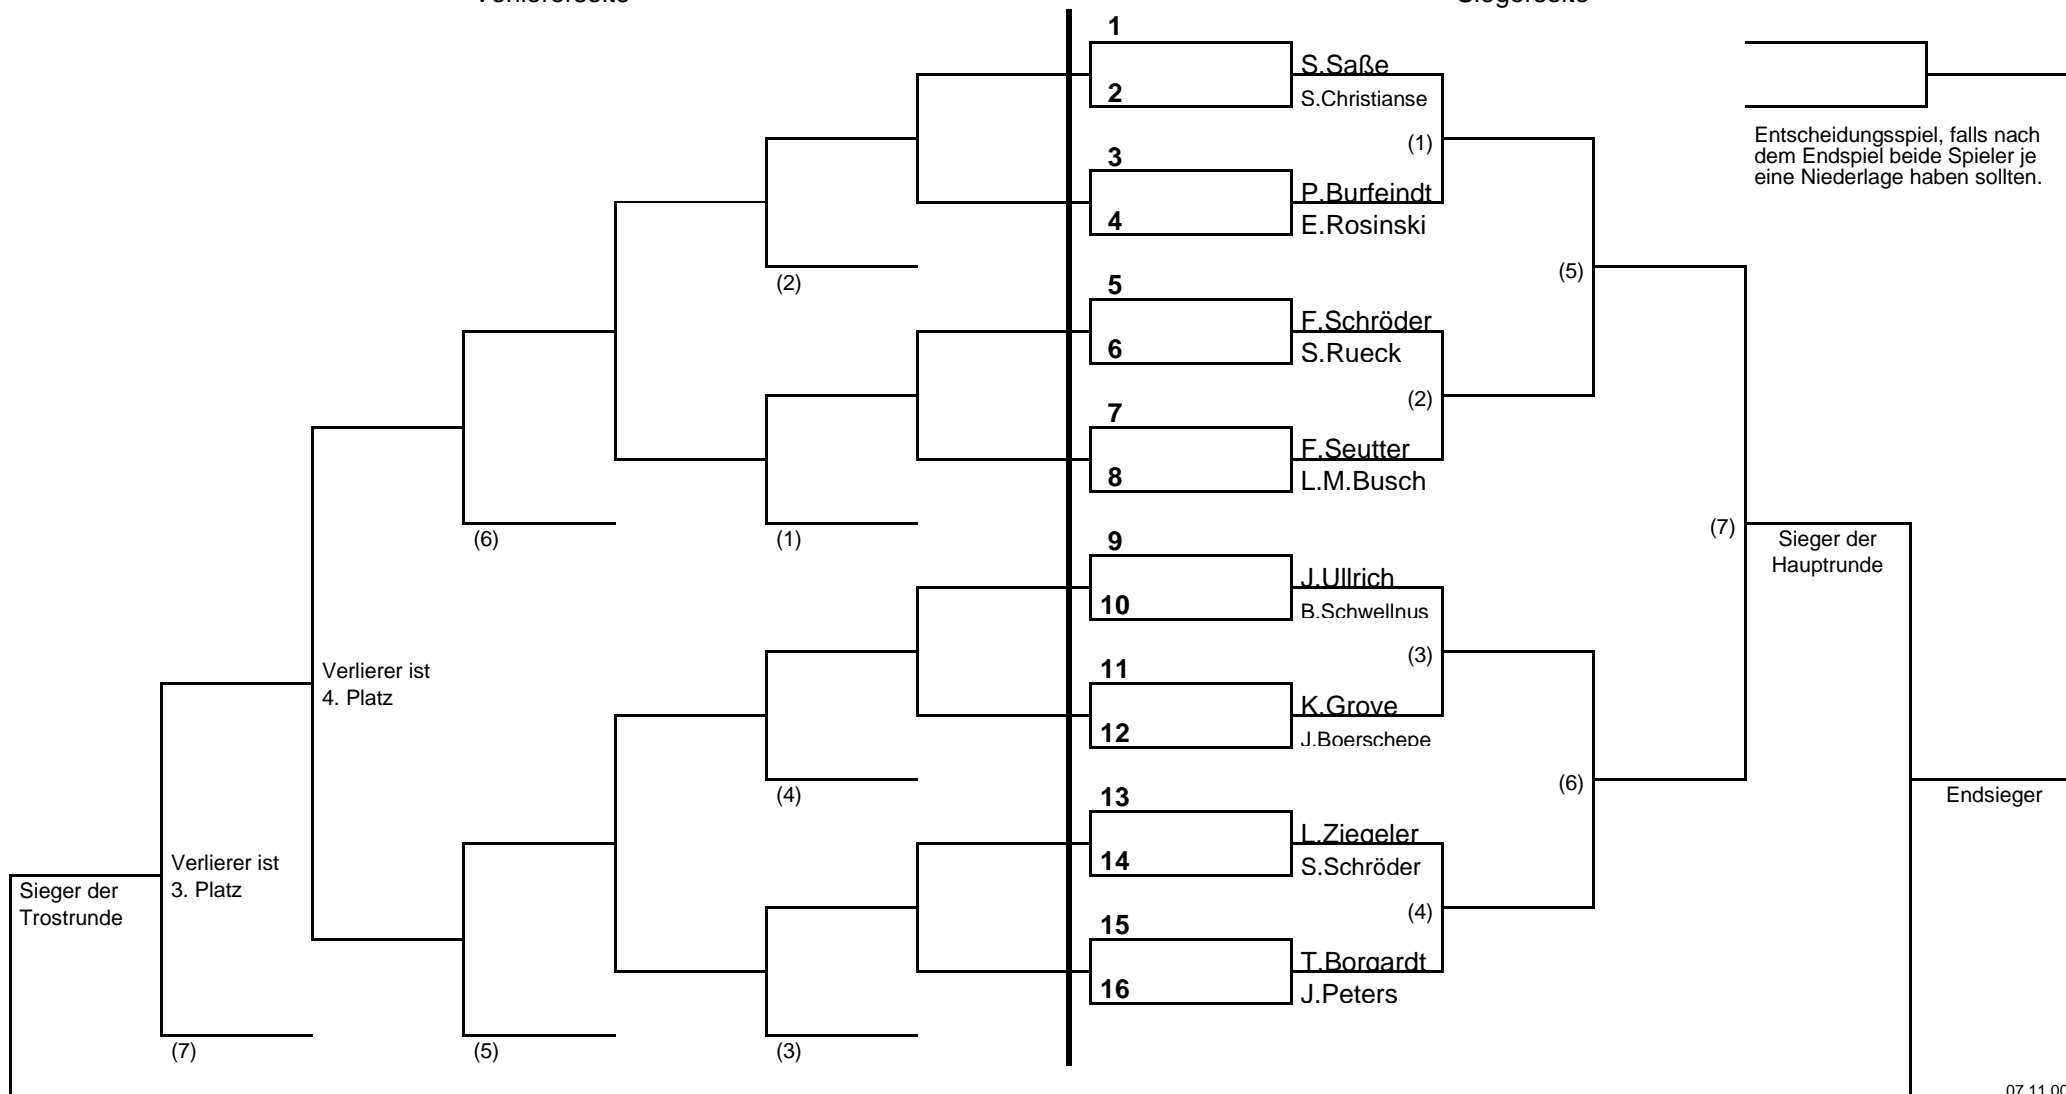 Verliererseite
Siegerseite
1
S.Saße
2
S.Christianse
(1)
3
P.Burfeindt
4
E.Rosinski
Entscheidungsspiel, falls nach
dem Endspiel beide Spieler je
eine Niederlage haben sollten.
(2)
5
(5)
F.Schröder
6
S.Rueck
(2)
7
F.Seutter
8
L.M.Busch
(6)
(1)
9
(7)
Sieger der
Hauptrunde
J.Ullrich
10
B.Schwellnus
(3)
Verlierer ist
4. Platz
11
K.Grove
12
J.Boerschepe
(4)
13
(6)
Endsieger
L.Ziegeler
14
S.Schröder
Verlierer ist
3. Platz
Sieger der
Trostrunde
(4)
15
T.Borgardt
16
J.Peters
(7)
(5)
(3)
07.11.00